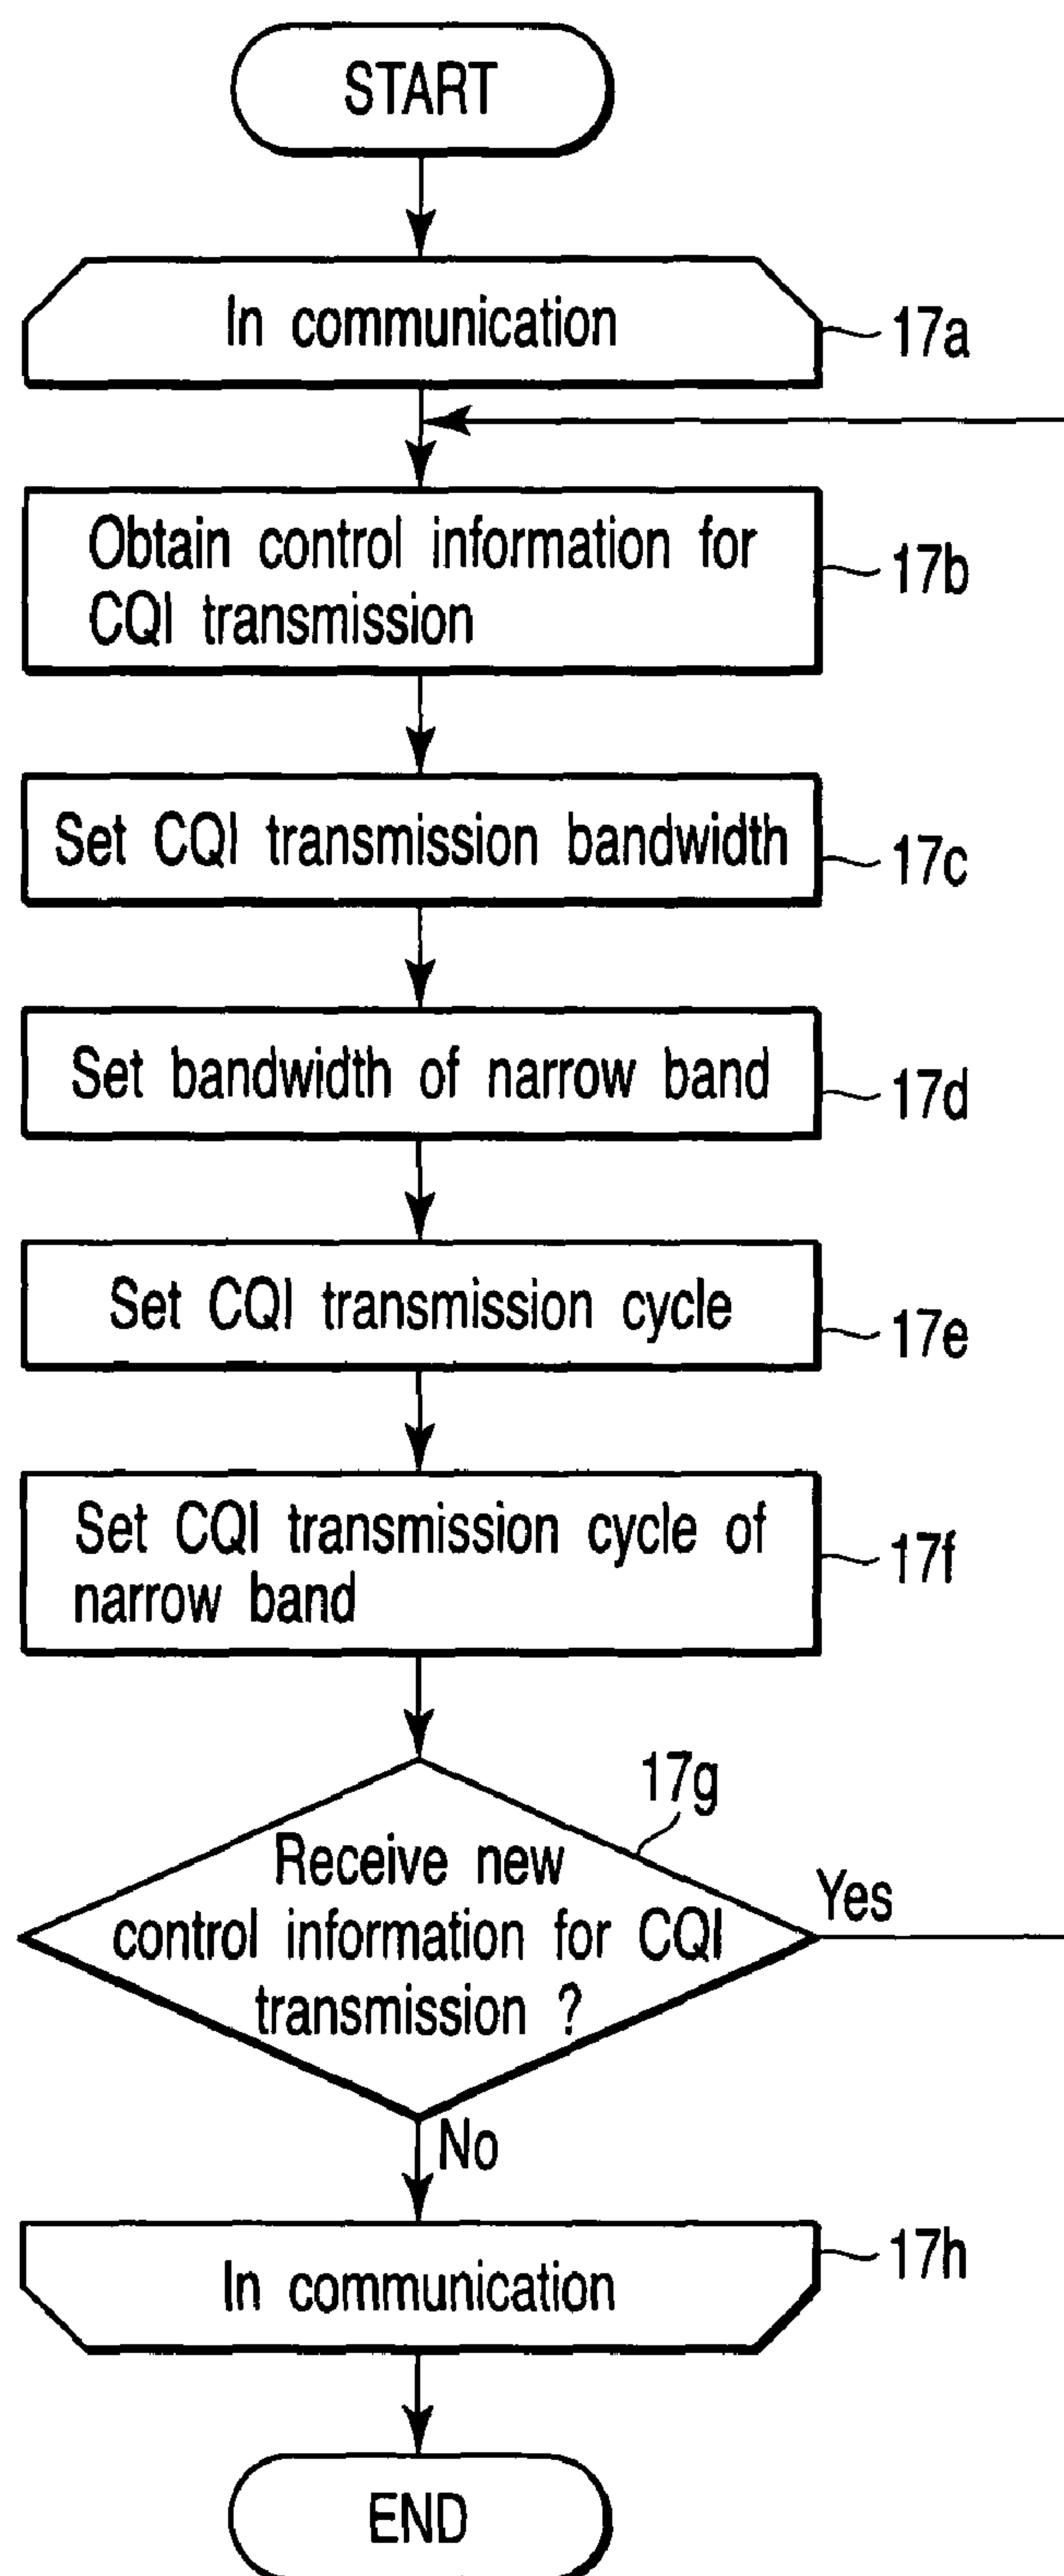 START
In communication
17a
Obtain control information for
CQI transmission
17b
Set CQI transmission bandwidth
17c
Set bandwidth of narrow band
17d
Set CQI transmission cycle
17e
Set CQI transmission cycle of
narrow band
17f
17g
Receive new
control information for CQI
transmission ?
Yes
No
In communication
17h
END